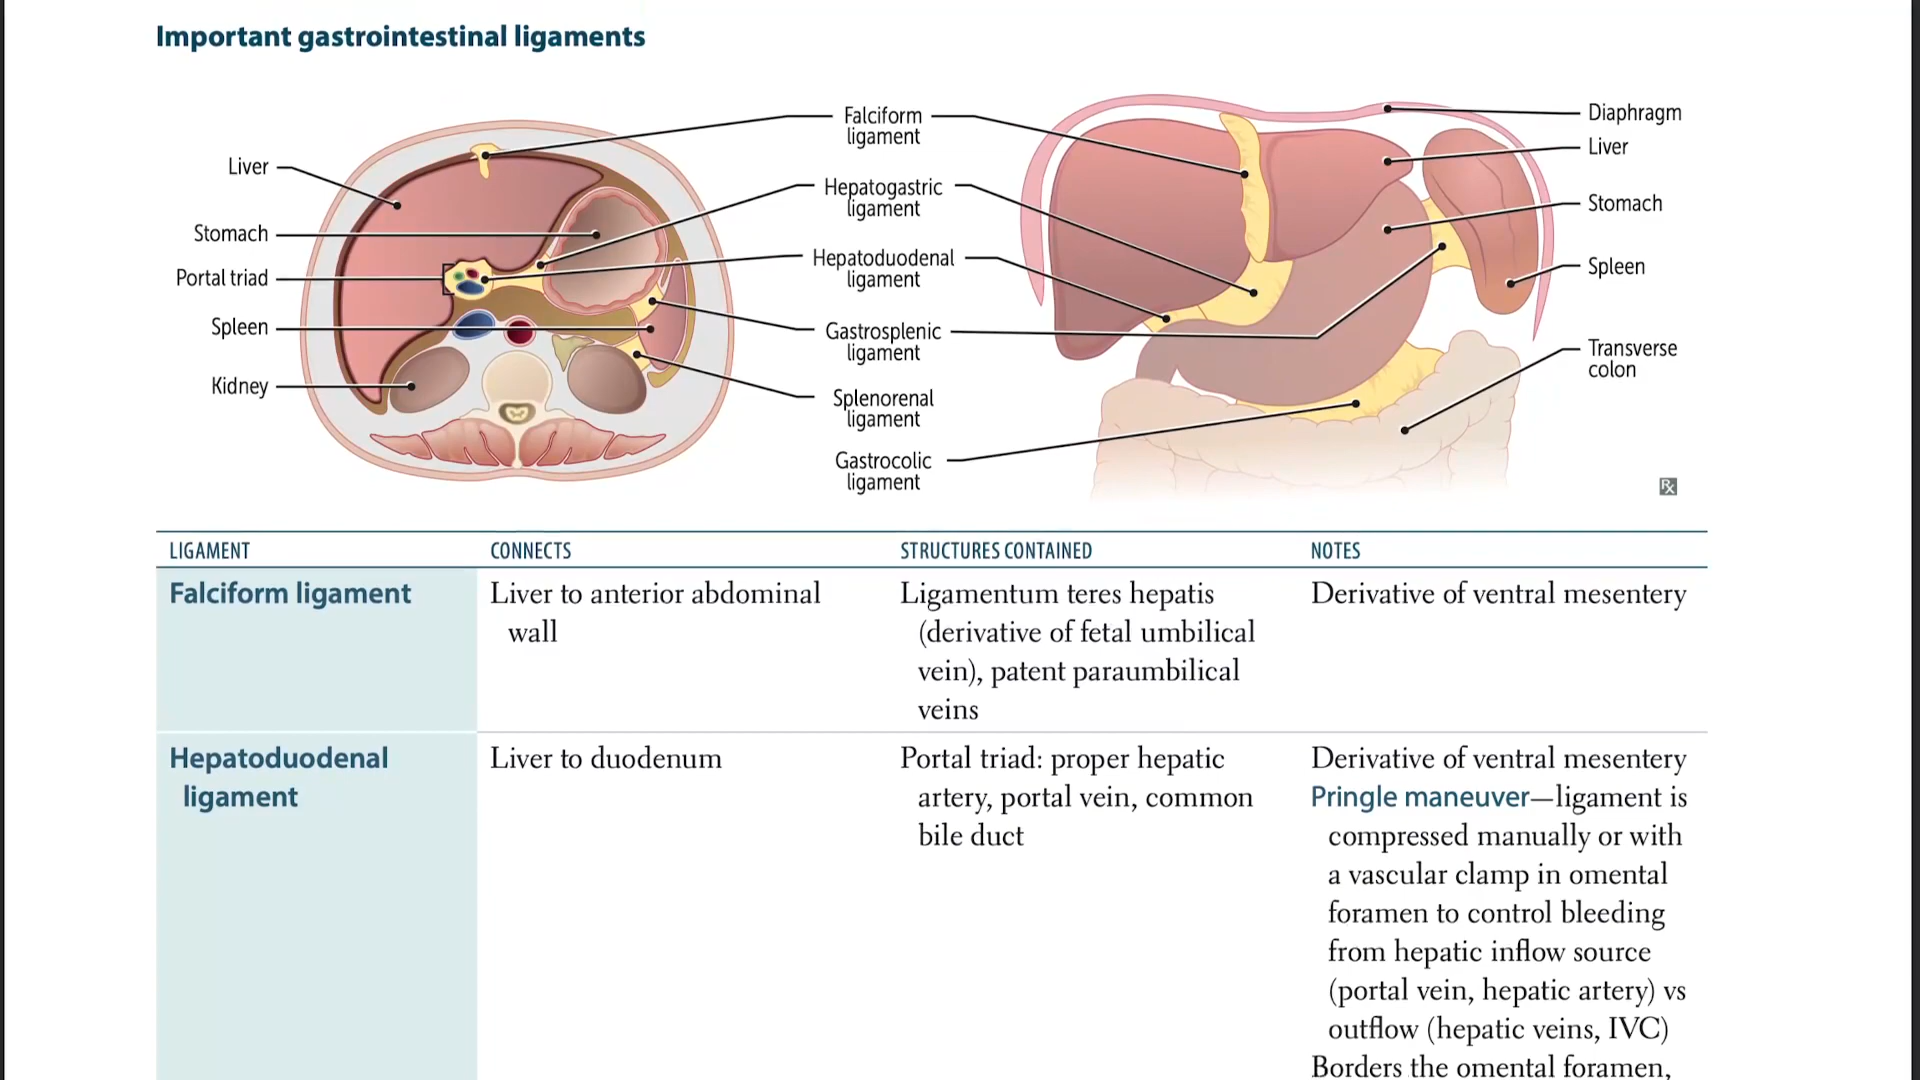 Important gastrointestinal ligaments
Liver
Stomach
Portal triad
Spleen
Kidney
Falciform
ligament
Hepatogastric
ligament
Hepatoduodenal
ligament
Gastrosplenic
ligament
Splenorenal
ligament
Gastrocolic
ligament
Diaphragm
Liver
Stomach
Spleen
Transverse
colon
Rx
LIGAMENT CONNECTS STRUCTURES CONTAINED NOTES
Falciform ligament
Liver to anterior abdominal
wall
Ligamentum teres hepatis
(derivative of fetal umbilical
vein), patent paraumbilical
veins
Derivative of ventral mesentery
Hepatoduodenal
ligament
Liver to duodenum
Portal triad: proper hepatic
artery, portal vein, common
bile duct
Derivative of ventral mesentery
Pringle maneuver—ligament is
compressed manually or with
a vascular clamp in omental
foramen to control bleeding
from hepatic inflow source
(portal vein, hepatic artery) vs
outflow (hepatic veins, IVC)
Borders the omental foramen,